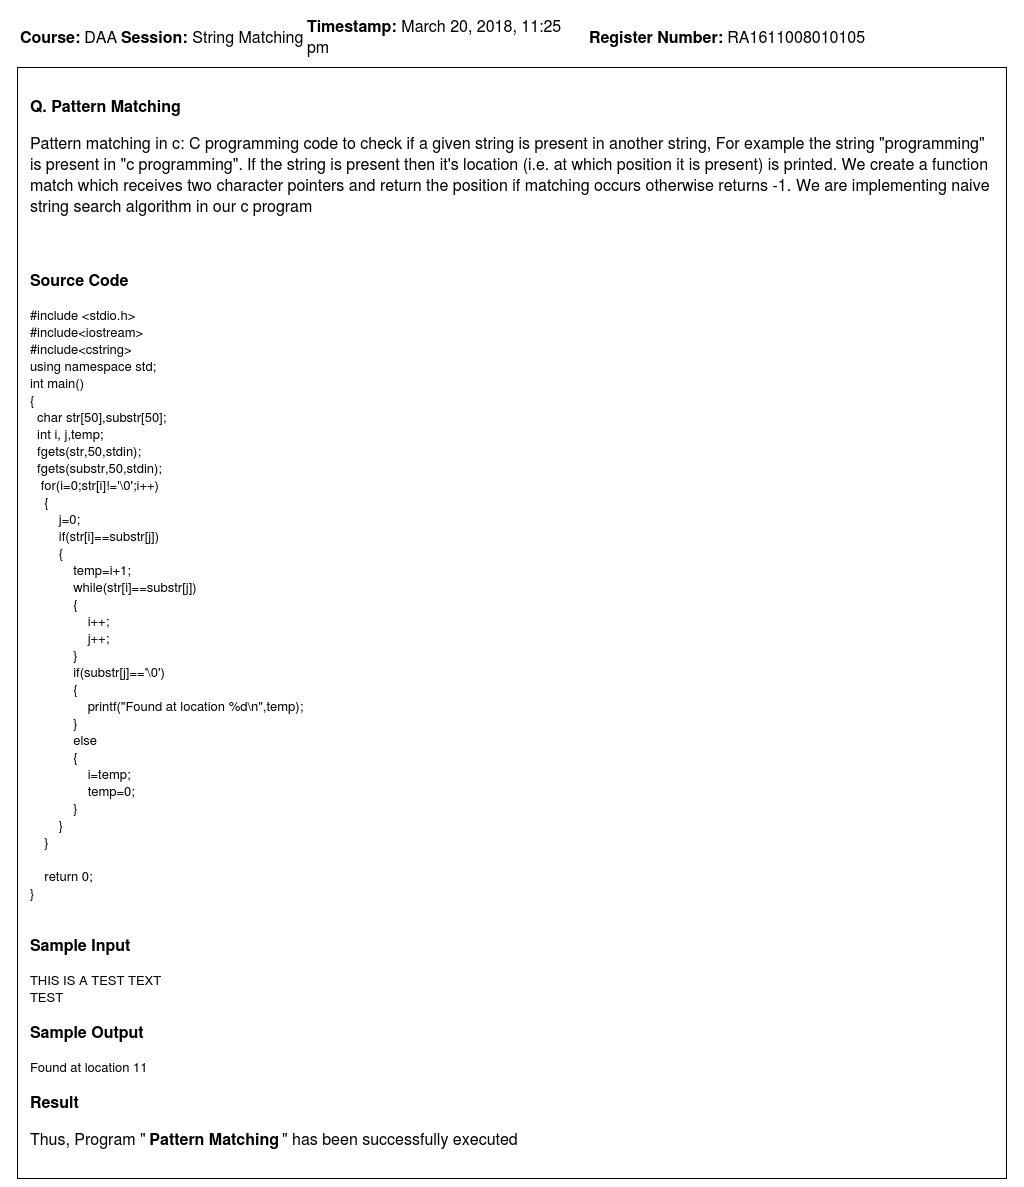 Course: DAA Session: String Matching Timestamp: March 20, 2018, 11:25 pm Register Number: RA1611008010105
Q. Pattern Matching
Pattern matching in c: C programming code to check if a given string is present in another string, For example the string "programming"
is present in "c programming". If the string is present then it's location (i.e. at which position it is present) is printed. We create a function
match which receives two character pointers and return the position if matching occurs otherwise returns -1. We are implementing naive
string search algorithm in our c program
Source Code
#include <stdio.h>
#include<iostream>
#include<cstring>
using namespace std;
int main()
{
  char str[50],substr[50];
  int i, j,temp;
  fgets(str,50,stdin);
  fgets(substr,50,stdin);
   for(i=0;str[i]!='\0';i++)
    {
        j=0;
        if(str[i]==substr[j])
        {
            temp=i+1;
            while(str[i]==substr[j])
            {
                i++;
                j++;
            }
            if(substr[j]=='\0')
            {
                printf("Found at location %d\n",temp);
            }
            else
            {
                i=temp;
                temp=0;
            }
        }
    }
    return 0;
}
Sample Input
THIS IS A TEST TEXT
TEST
Sample Output
Found at location 11
Result
Thus, Program " Pattern Matching " has been successfully executed